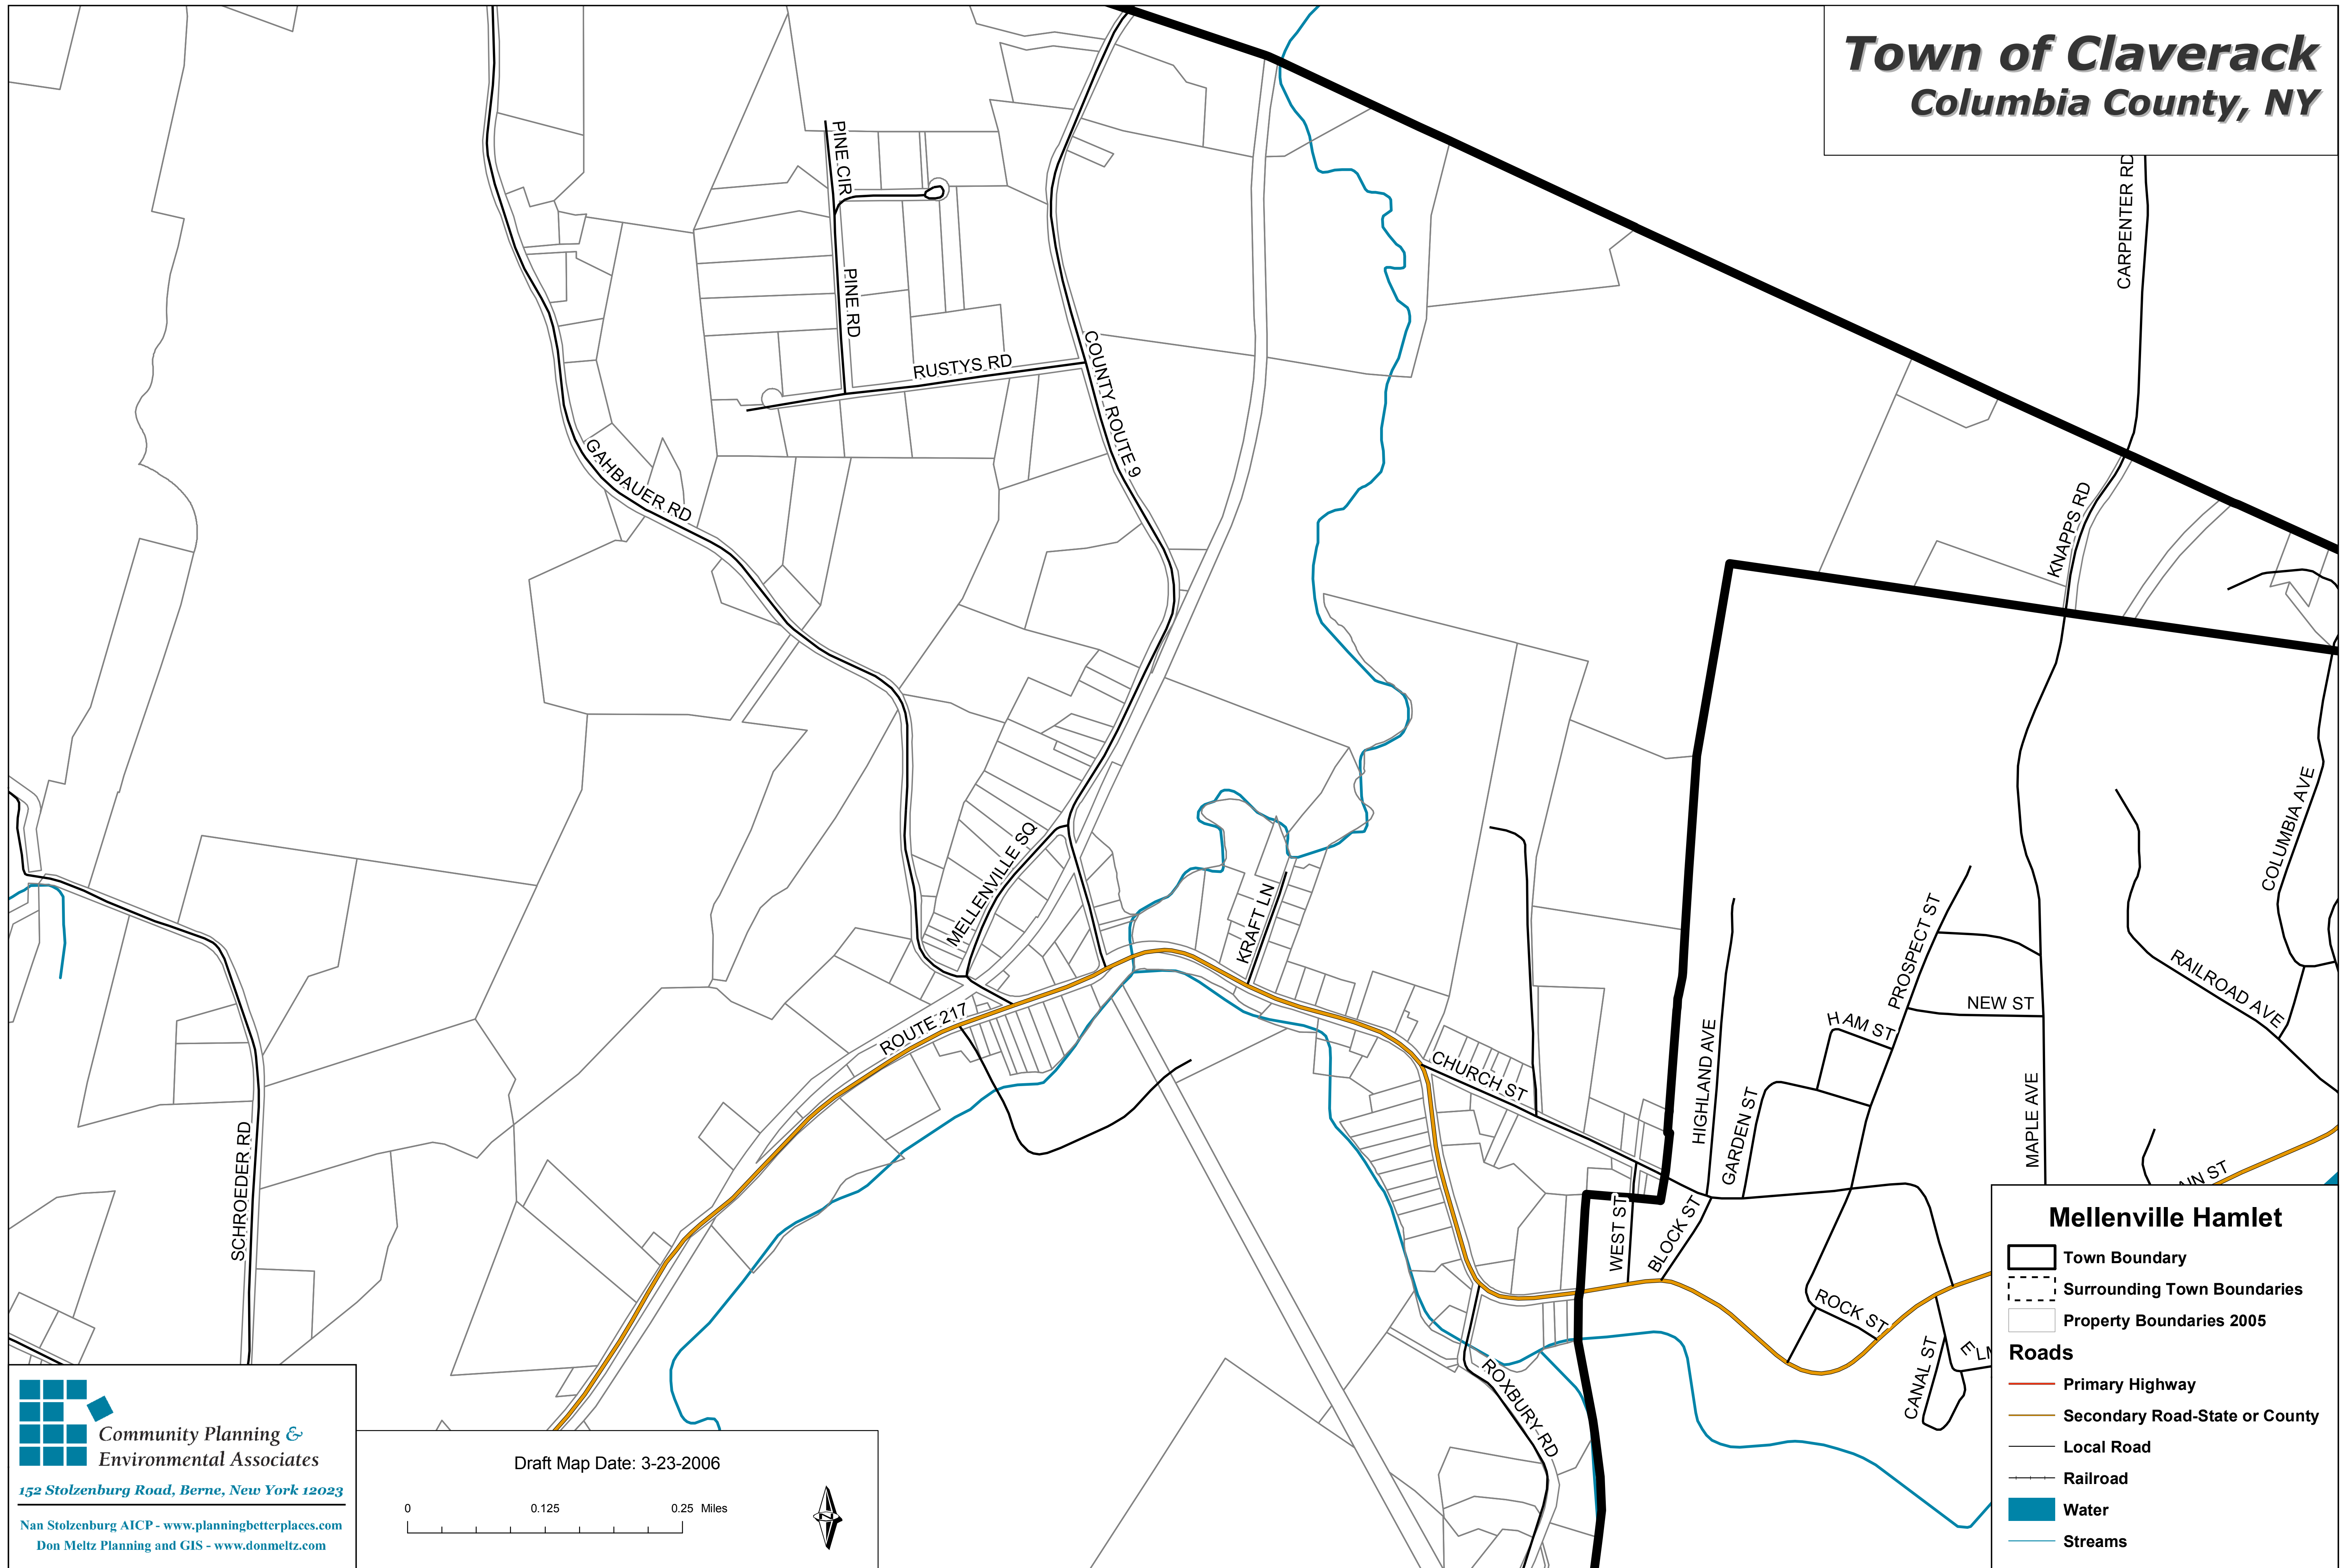 Town of Claverack
Columbia County, NY
CARPENTER RD
PINE CIR
PINE RD
RUSTYS RD
COUNTY ROUTE 9
GAHBAUER RD
KNAPPS RD
COLUMBIA AVE
MELLENVILLE SQ
KRAFT LN
PROSPECT ST
RAILROAD AVE
NEW ST
H AM ST
ROUTE 217
HIGHLAND AVE
CHURCH ST
GARDEN ST
MAPLE AVE
SCHROEDER RD
AIN ST
WEST ST
BLOCK ST
ROCK ST
CANAL ST
ELM
ROXBURY RD
Mellenville Hamlet
Town Boundary
Surrounding Town Boundaries
Property Boundaries 2005
Roads
Primary Highway
Secondary Road-State or County
Local Road
Railroad
Water
Streams
Community Planning &
Environmental Associates
152 Stolzenburg Road, Berne, New York 12023
Nan Stolzenburg AICP - www.planningbetterplaces.com
Don Meltz Planning and GIS - www.donmeltz.com
Draft Map Date: 3-23-2006
0 0.125 0.25 Miles
N